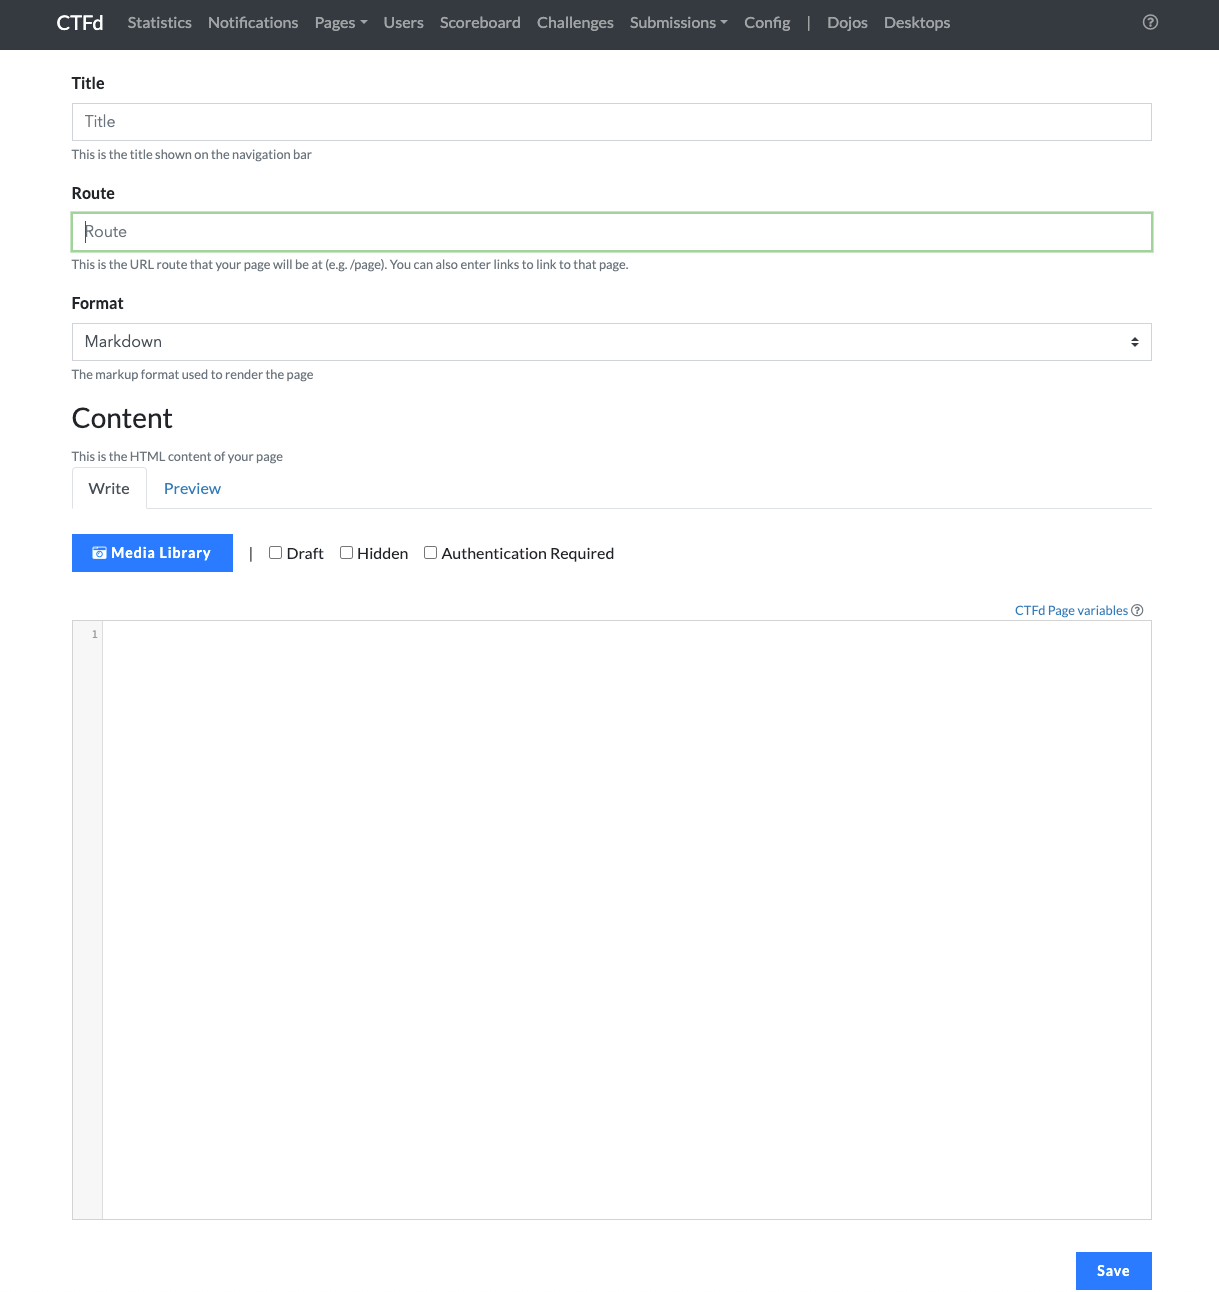 CTFd Statistics Notifications Pages Users Scoreboard Challenges Submissions Config | Dojos Desktops
Title
Title
This is the title shown on the navigation bar
Route
Route
This is the URL route that your page will be at (e.g. /page). You can also enter links to link to that page.
Format
Markdown
The markup format used to render the page
Content
This is the HTML content of your page
Write Preview
Media Library | Draft Hidden Authentication Required
CTFd Page variables
1
Save